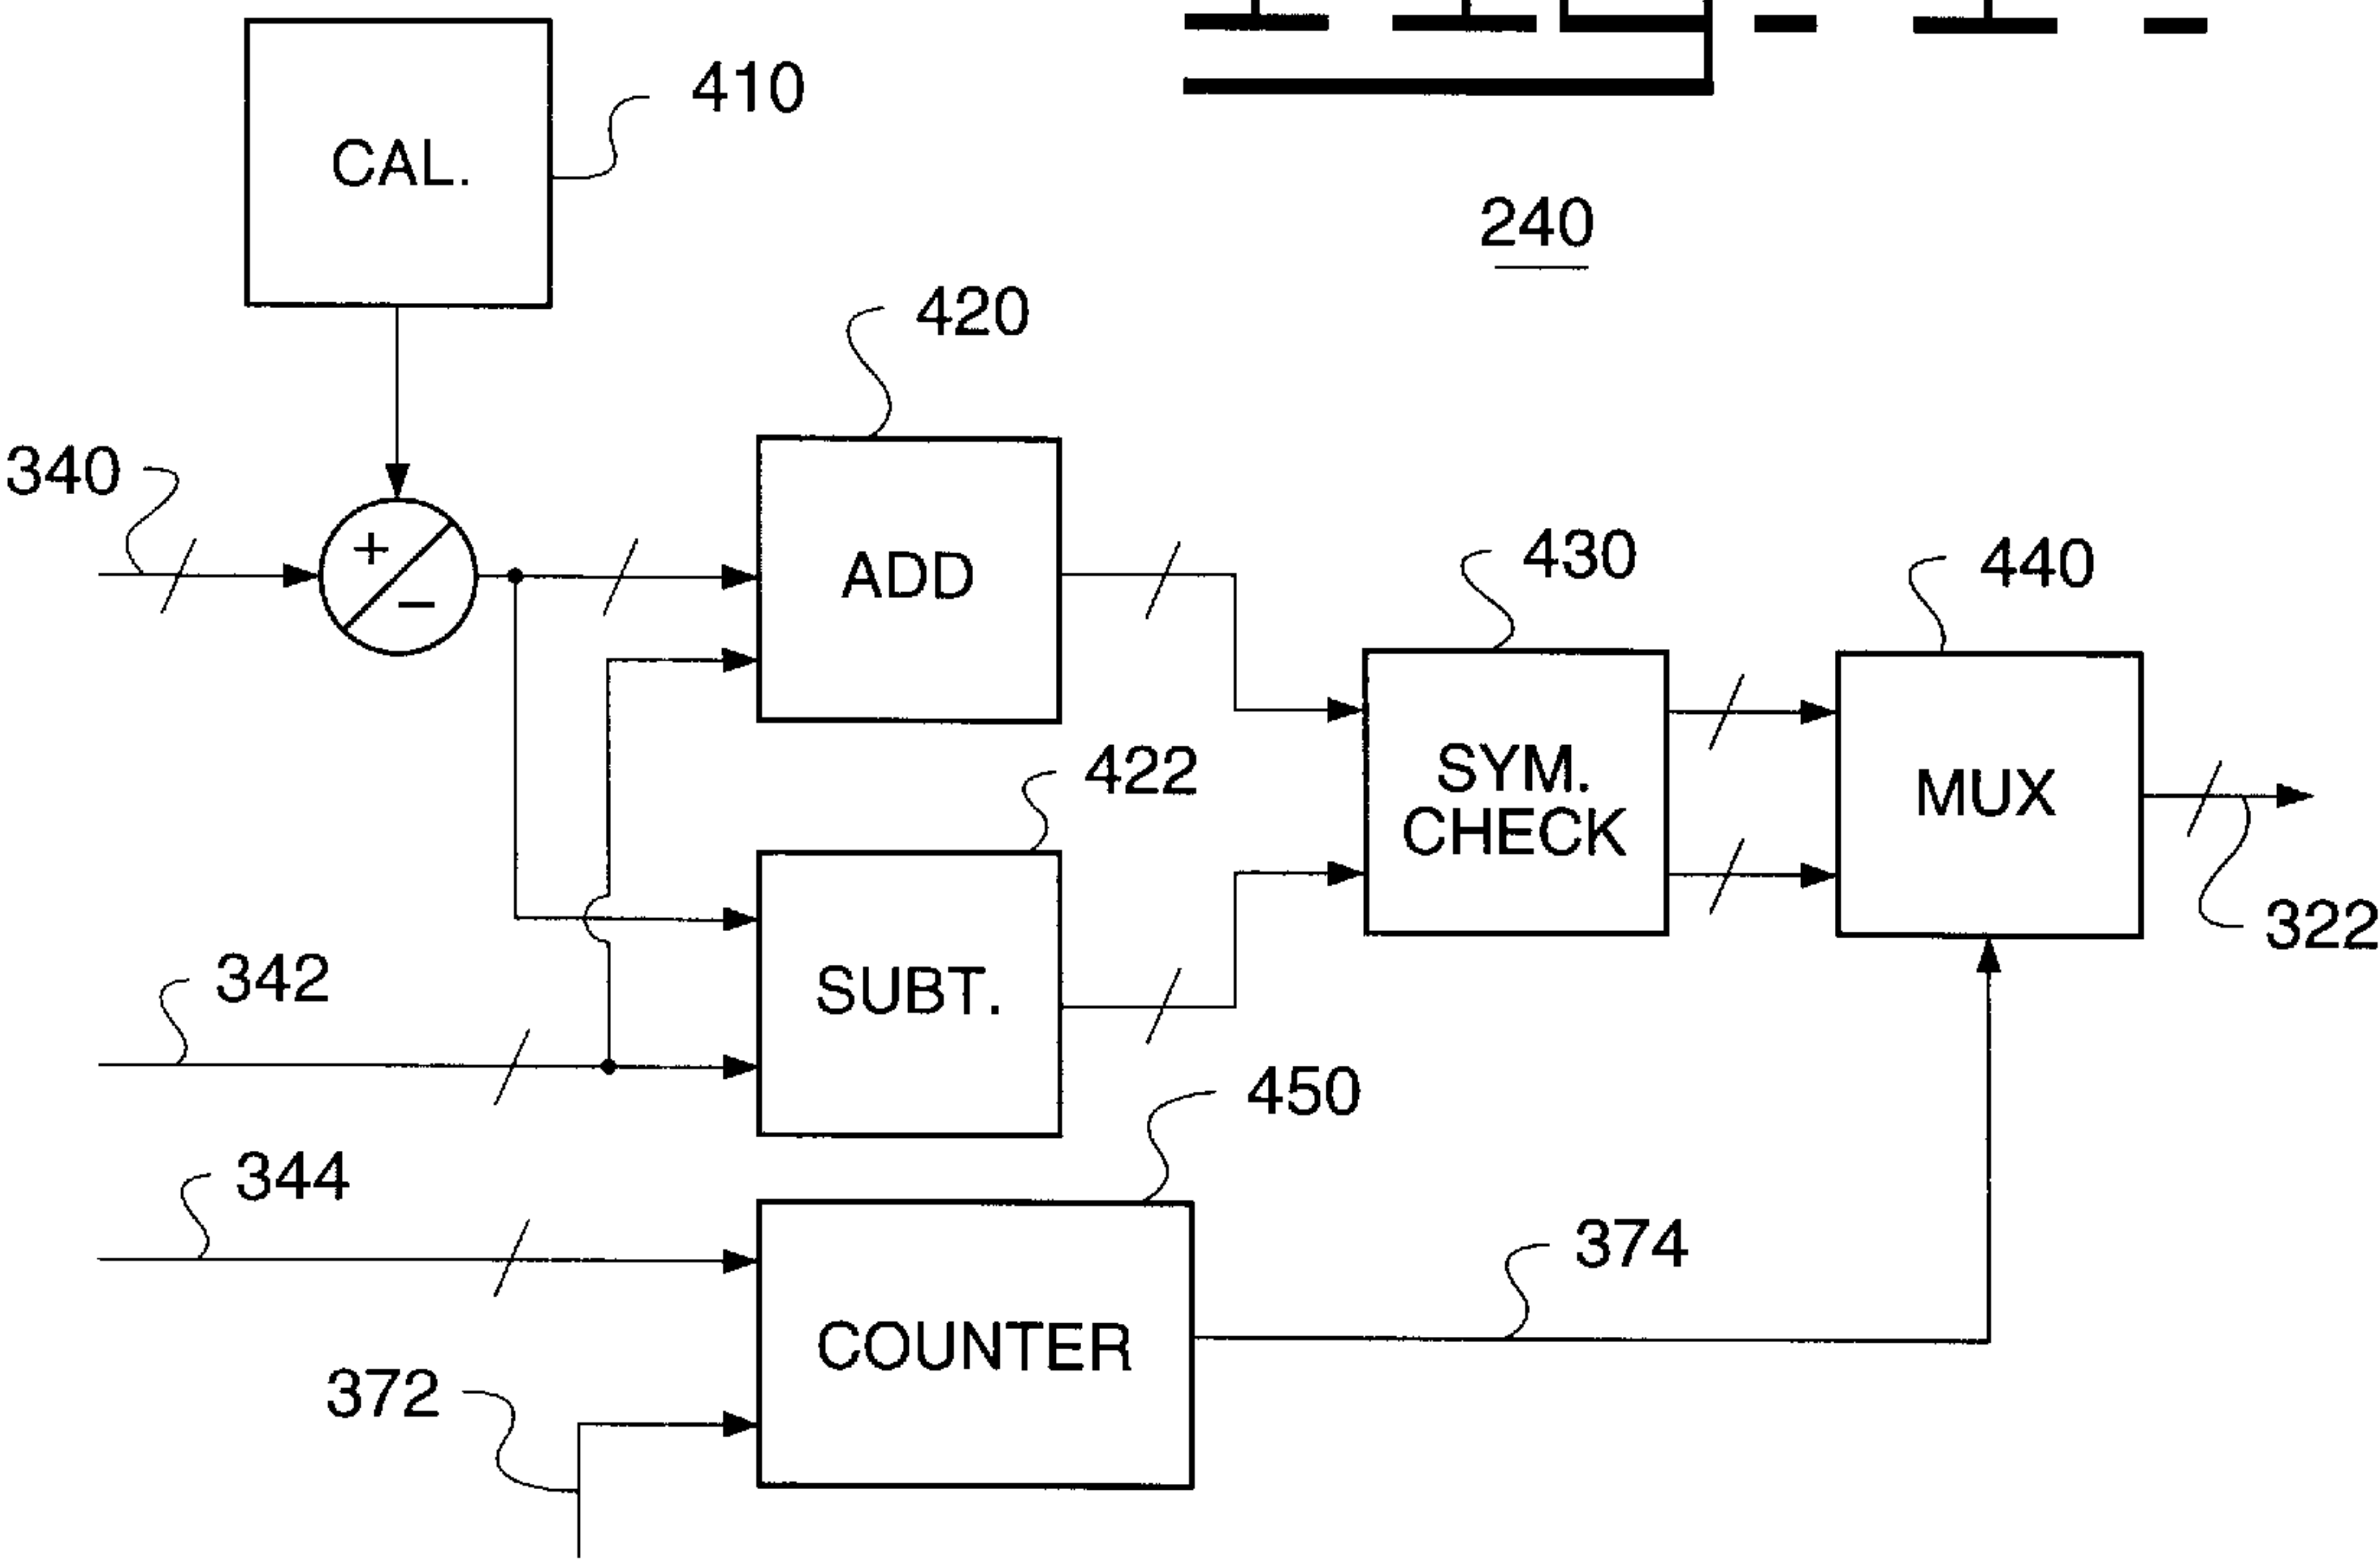 410
CAL.
240
420
340
+
−
ADD
430
440
SYM.
CHECK
MUX
422
322
342
SUBT.
450
344
374
COUNTER
372